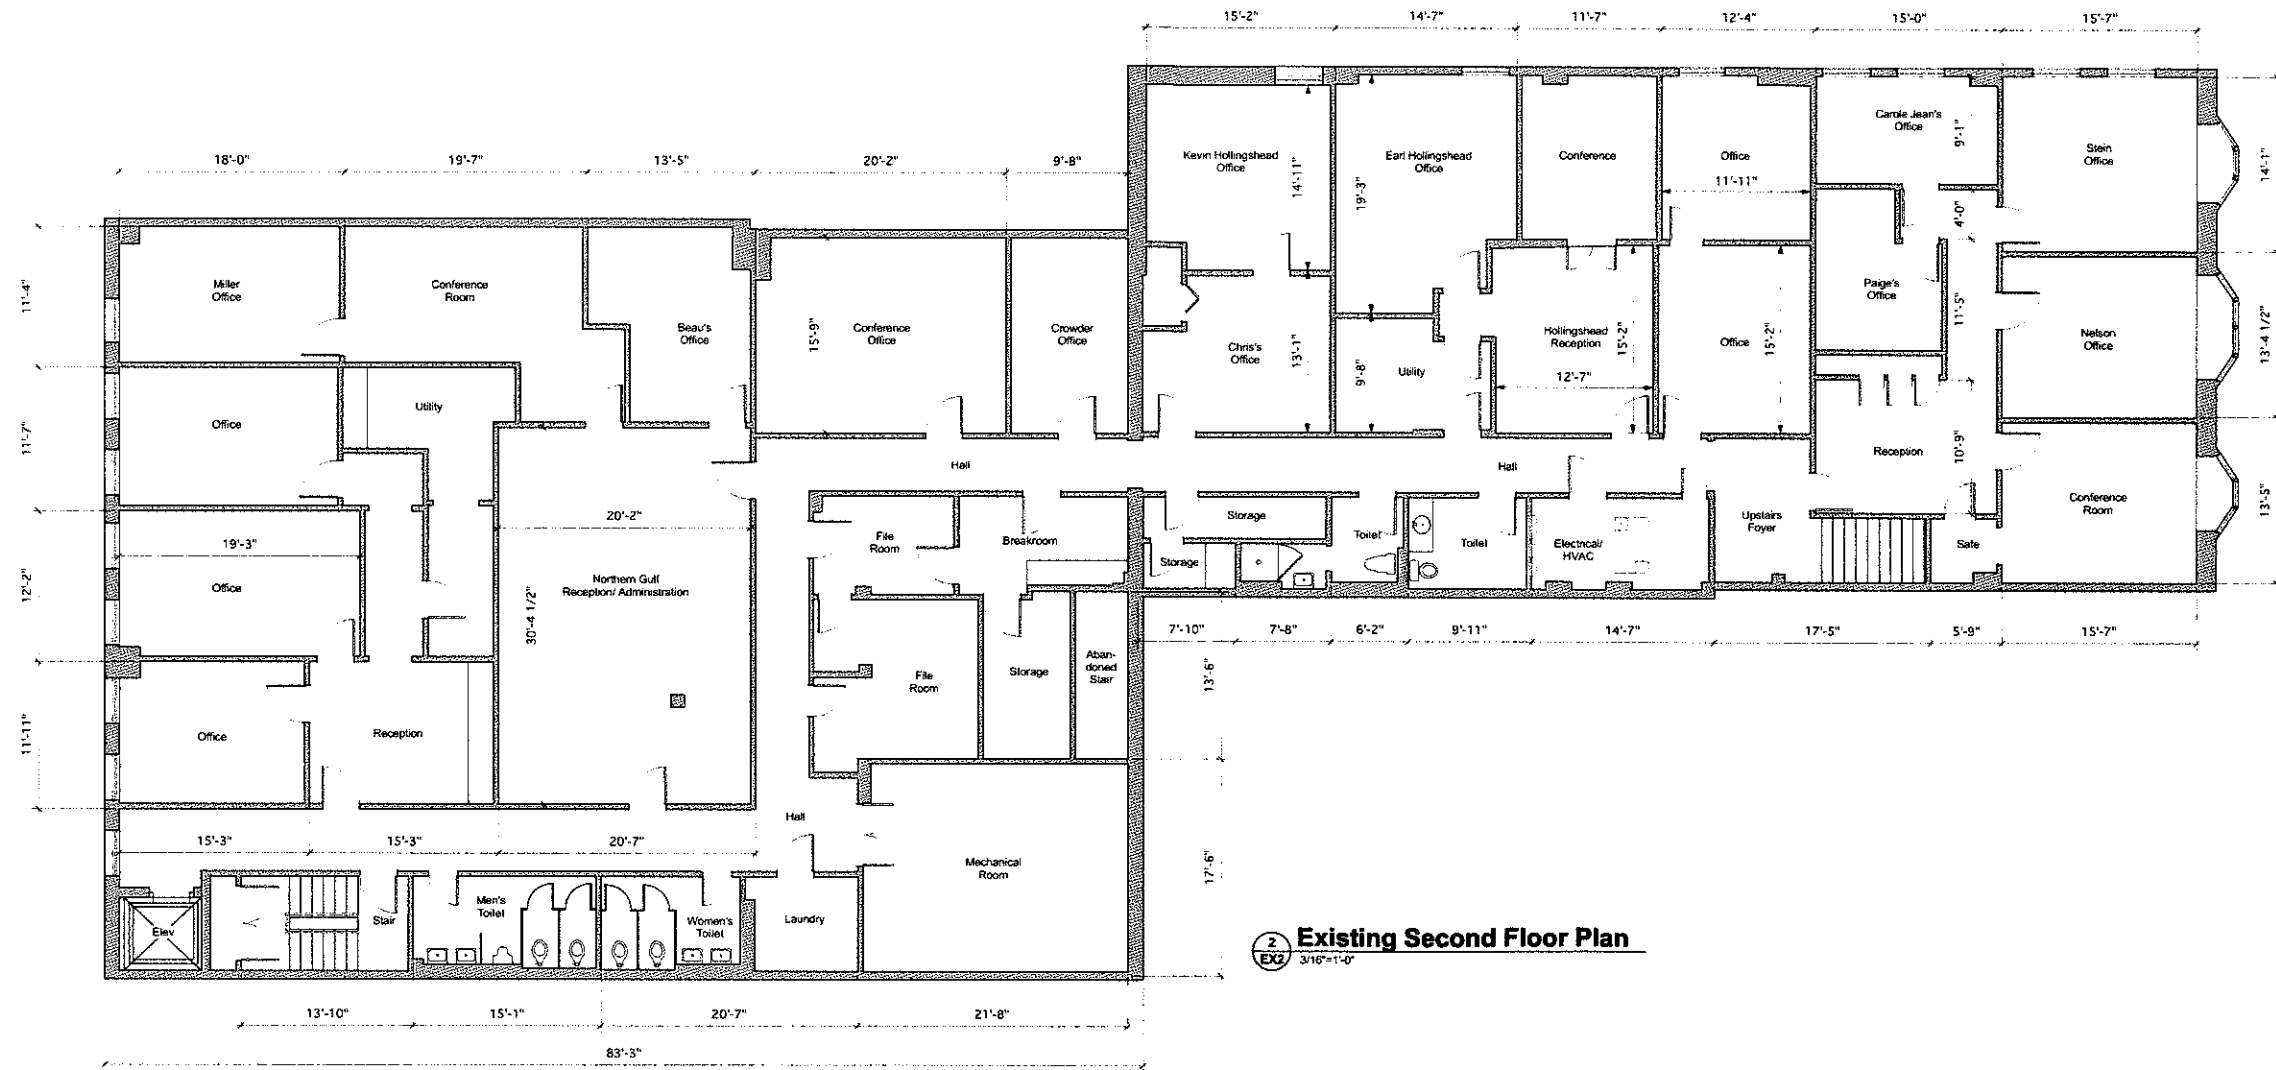 15'-2" 14'-7" 11'-7" 12'-4" 15'-0" 15'-7"
18'-0" 19'-7" 13'-5" 20'-2" 9'-8"
Kevin Hollingshead
Office
14'-11"
Earl Hollingshead
Office
19'-3"
Conference
Office
11'-11"
Carole Jean's
Office
9'-1"
Stein
Office
14'-1"
4'-0"
Miller
Office
11'-4"
Conference
Room
Beau's
Office
15'-9"
Conference
Office
Crowder
Office
Chris's
Office
13'-1"
9'-8"
Utility
Hollingshead
Reception
15'-2"
12'-7"
Office
15'-2"
Paige's
Office
11'-5"
Nelson
Office
13'-4 1/2"
Office
11'-7"
Utility
Hall
Hall
Reception
10'-9"
Conference
Room
13'-5"
20'-2"
19'-3"
Office
12'-2"
Northern Gulf
Reception/ Administration
30'-4 1/2"
File
Room
Breakroom
Storage
Storage
Toilet
Toilet
Electrical/
HVAC
Upstairs
Foyer
Safe
7'-10" 7'-8" 6'-2" 9'-11" 14'-7" 17'-5" 5'-9" 15'-7"
File
Room
Storage
Aban-
doned
Stair
13'-6"
Office
11'-11"
Reception
Hall
15'-3" 15'-3" 20'-7"
Mechanical
Room
17'-6"
Elev
Stair
Men's
Toilet
Women's
Toilet
Laundry
2
EX2
Existing Second Floor Plan
3/16"=1'-0"
13'-10" 15'-1" 20'-7" 21'-8"
83'-3"